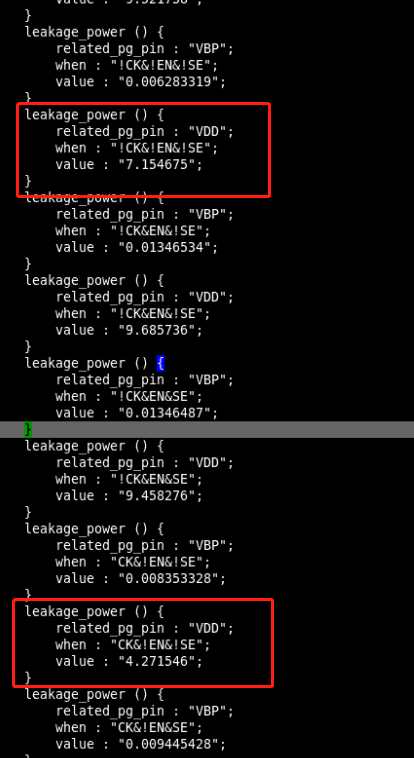 }
leakage_power () {
related_pg_pin : "VBP";
when : "!CK&!EN&!SE";
value : "0.006283319";
}
leakage_power () {
related_pg_pin : "VDD";
when : "!CK&!EN&!SE";
value : "7.154675";
}
leakage_power () {
related_pg_pin : "VBP";
when : "!CK&EN&!SE";
value : "0.01346534";
}
leakage_power () {
related_pg_pin : "VDD";
when : "!CK&EN&!SE";
value : "9.685736";
}
leakage_power () {
related_pg_pin : "VBP";
when : "!CK&EN&SE";
value : "0.01346487";
}
leakage_power () {
related_pg_pin : "VDD";
when : "!CK&EN&SE";
value : "9.458276";
}
leakage_power () {
related_pg_pin : "VBP";
when : "CK&!EN&!SE";
value : "0.008353328";
}
leakage_power () {
related_pg_pin : "VDD";
when : "CK&!EN&!SE";
value : "4.271546";
}
leakage_power () {
related_pg_pin : "VBP";
when : "CK&!EN&SE";
value : "0.009445428";
}